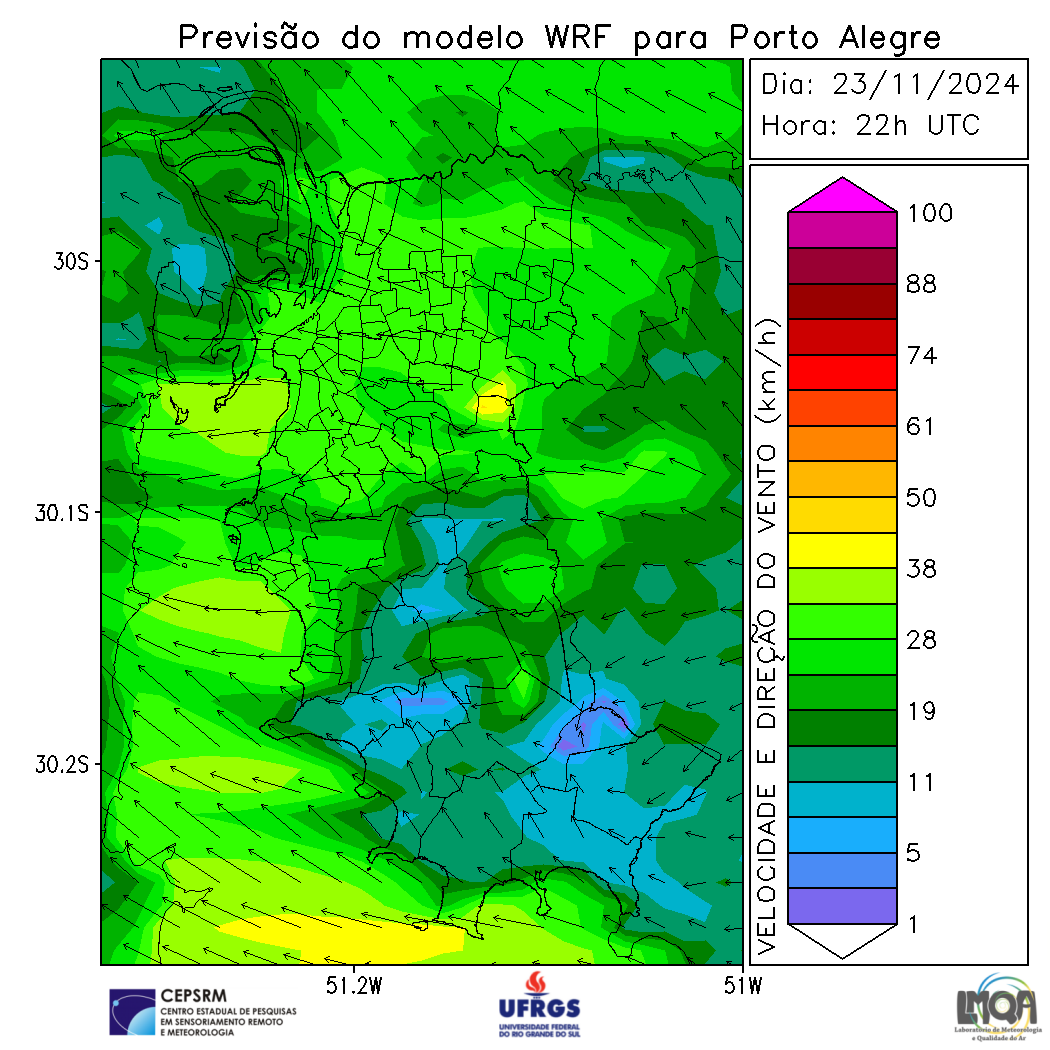 Previsão do modelo WRF para Porto Alegre
Dia: 23/11/2024
Hora: 22h UTC
30S
30.1S
30.2S
51.2W
51W
VELOCIDADE E DIREÇÃO DO VENTO (km/h)
100
88
74
61
50
38
28
19
11
5
1
CEPSRM
CENTRO ESTADUAL DE PESQUISAS
EM SENSORIAMENTO REMOTO
E METEOROLOGIA
UFRGS
UNIVERSIDADE FEDERAL
DO RIO GRANDE DO SUL
LMQA
Laboratório de Meteorologia
e Qualidade do Ar